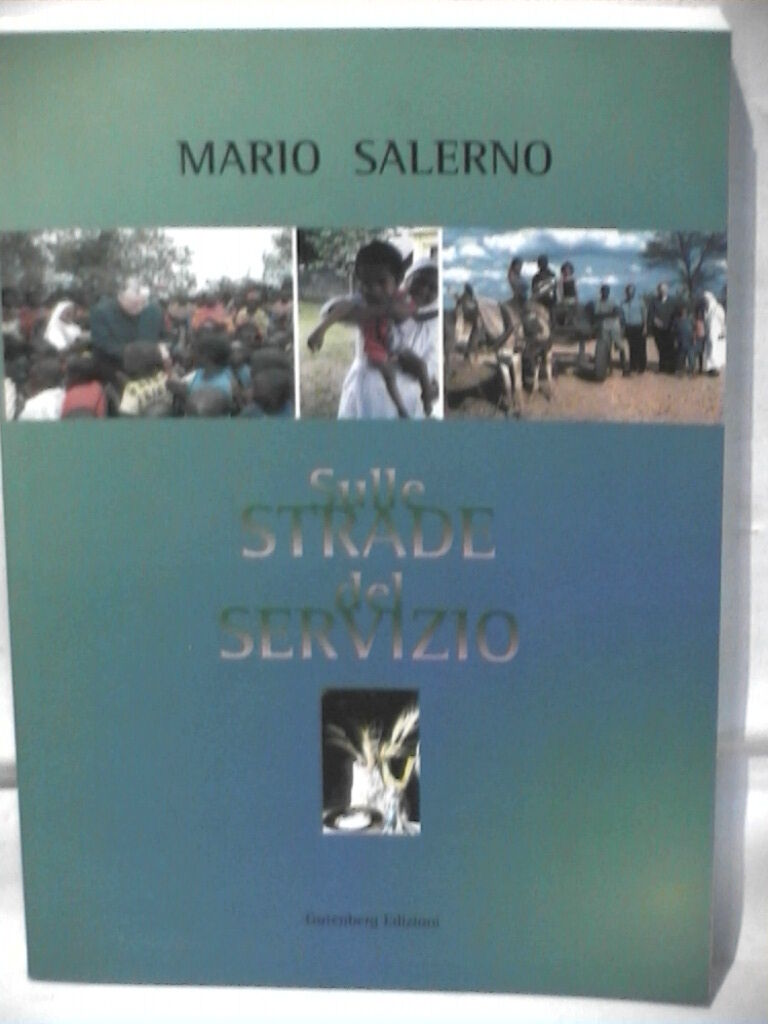 MARIO SALERNO
Sulle
STRADE
del
SERVIZIO
Gutenberg Edizioni